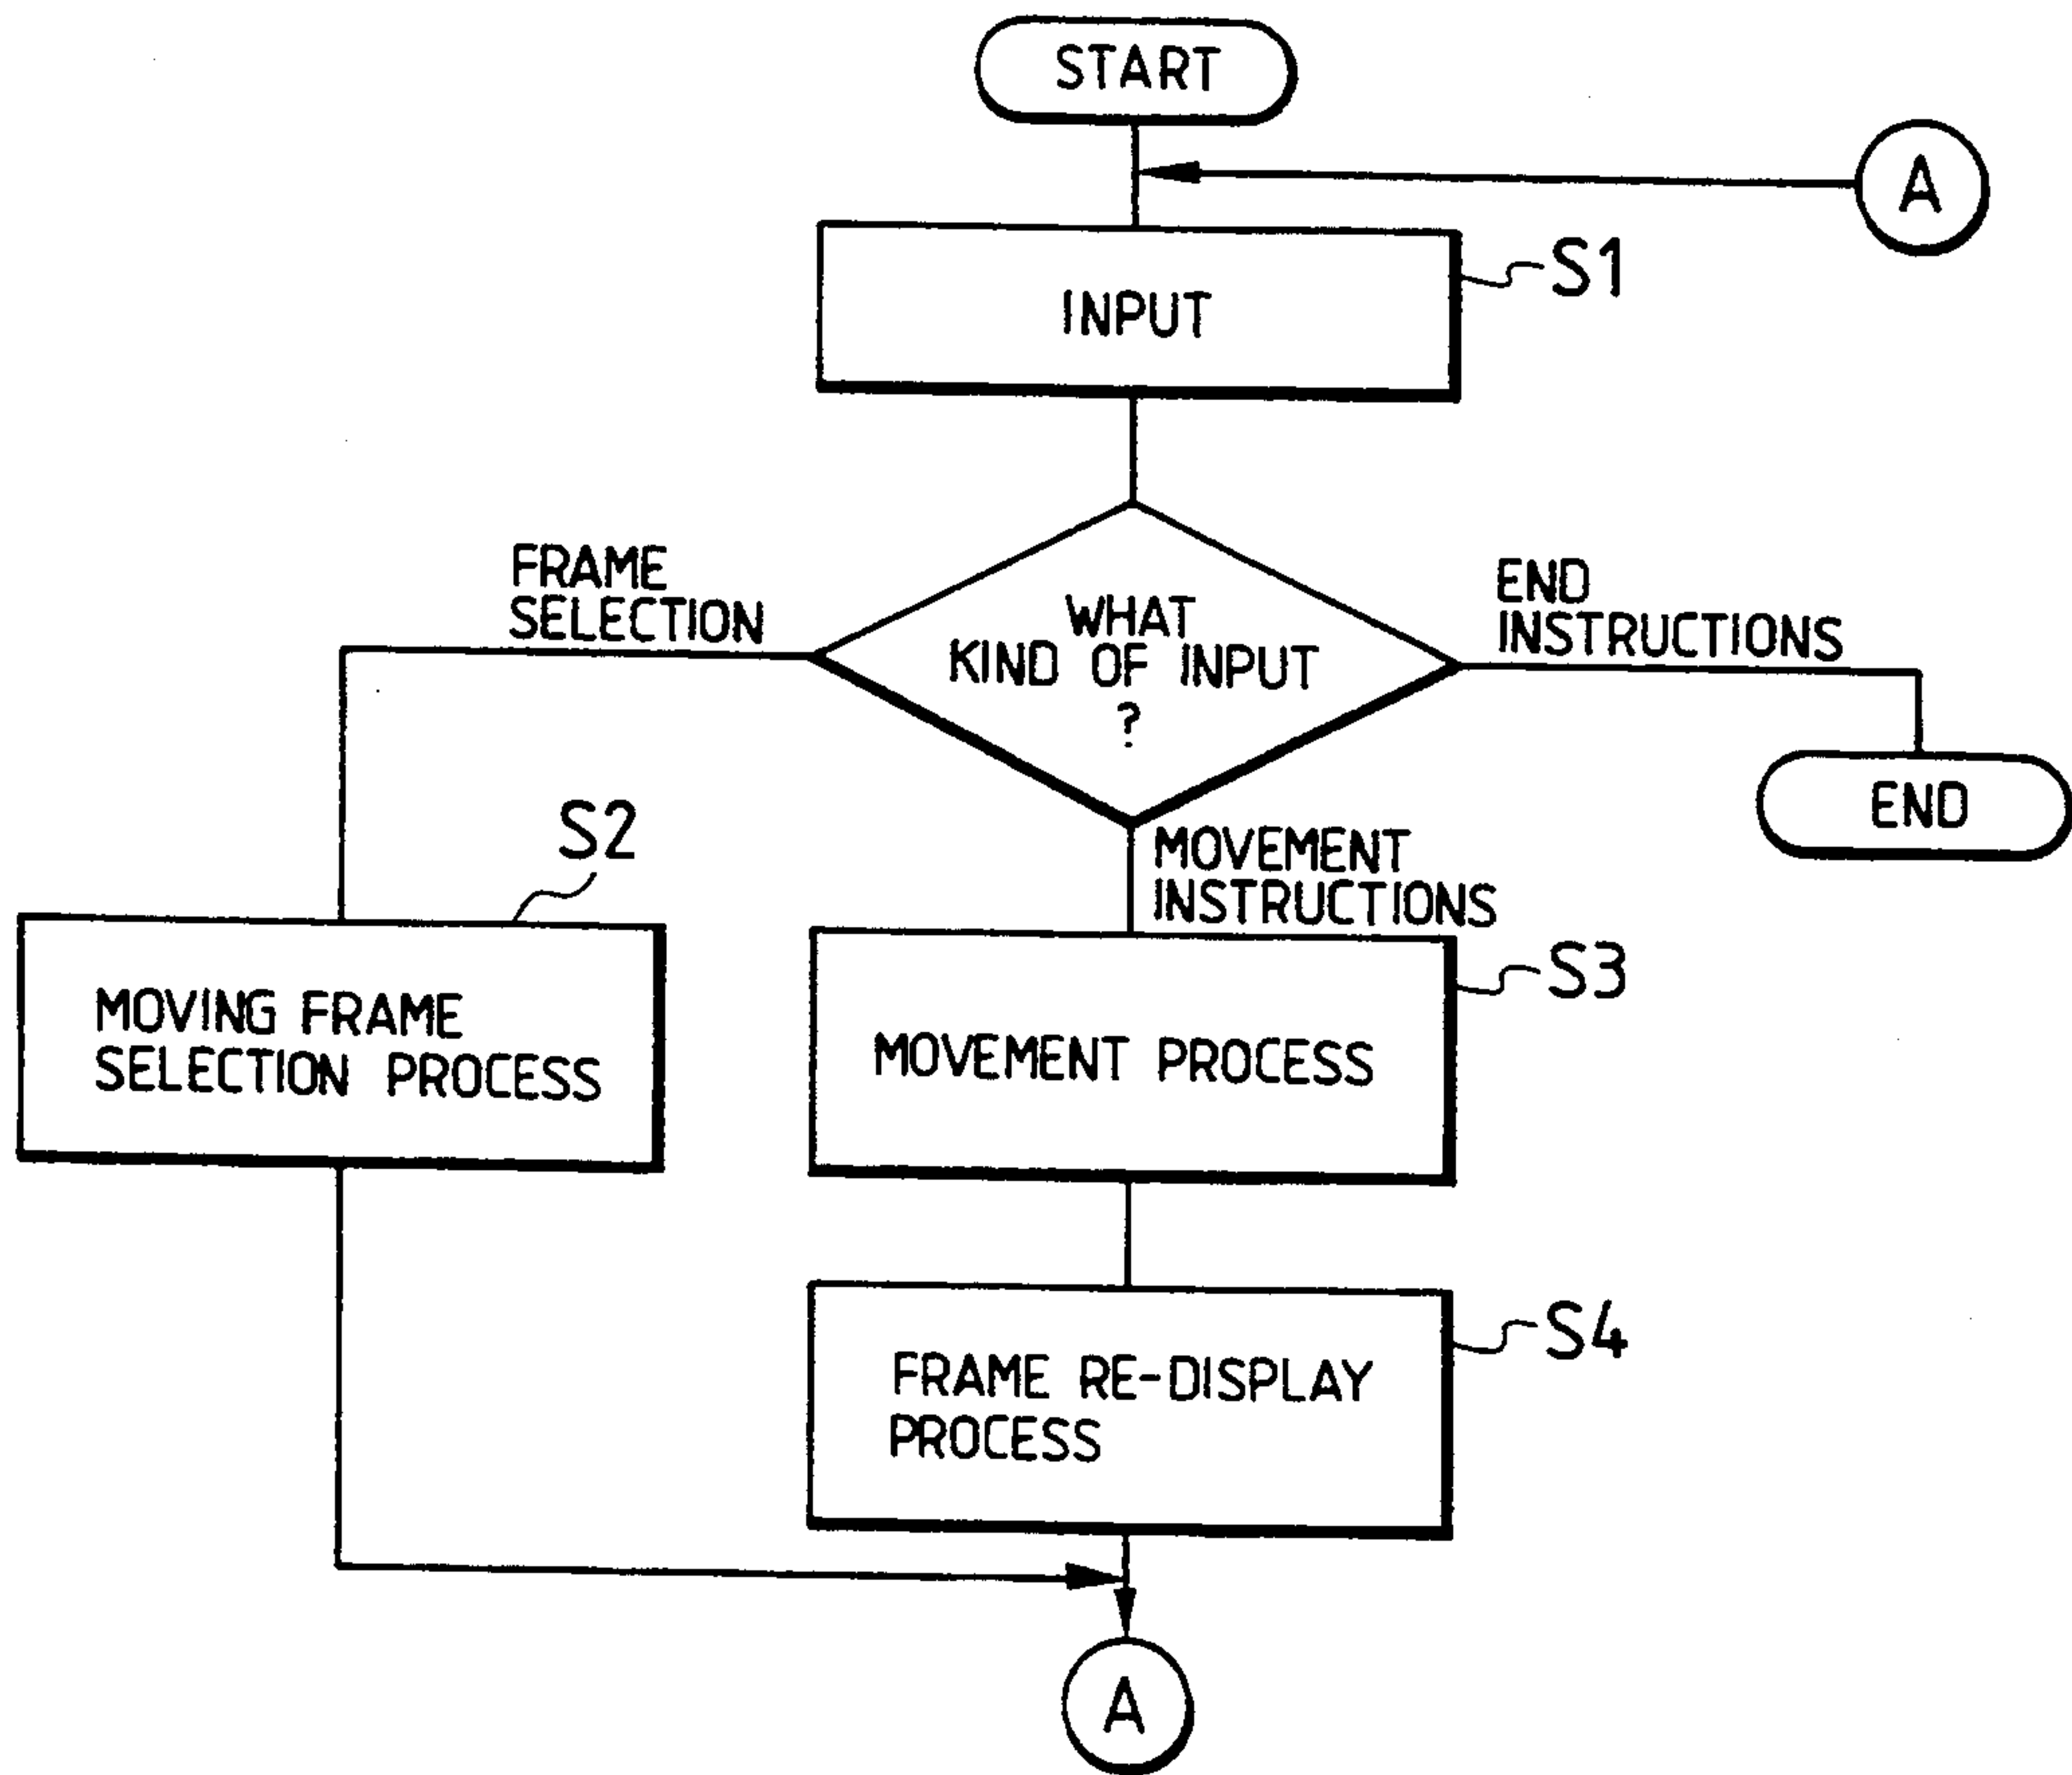 START
A
S1
INPUT
FRAME
SELECTION
WHAT
KIND OF INPUT
?
END
INSTRUCTIONS
END
S2
MOVEMENT
INSTRUCTIONS
MOVING FRAME
SELECTION PROCESS
S3
MOVEMENT PROCESS
S4
FRAME RE-DISPLAY
PROCESS
A